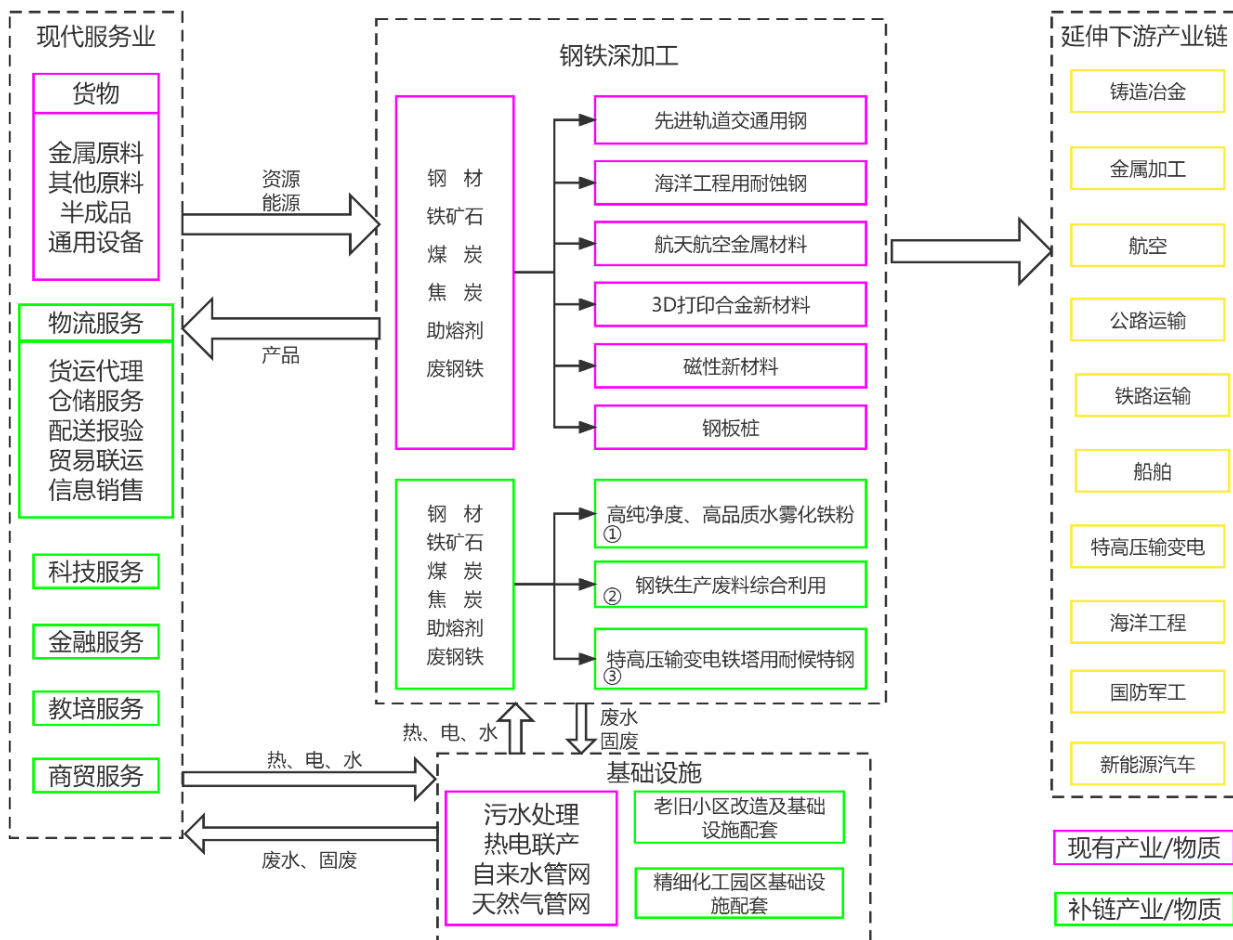 现代服务业
货物
金属原料
其他原料
半成品
通用设备
物流服务
货运代理
仓储服务
配送报验
贸易联运
信息销售
科技服务
金融服务
教培服务
商贸服务
资源
能源
产品
钢铁深加工
钢 材
铁矿石
煤 炭
焦 炭
助熔剂
废钢铁
先进轨道交通用钢
海洋工程用耐蚀钢
航天航空金属材料
3D打印合金新材料
磁性新材料
钢板桩
钢 材
铁矿石
煤 炭
焦 炭
助熔剂
废钢铁
高纯净度、高品质水雾化铁粉
①
钢铁生产废料综合利用
②
特高压输变电铁塔用耐候特钢
③
热、电、水
废水
固废
热、电、水
废水、固废
基础设施
污水处理
热电联产
自来水管网
天然气管网
老旧小区改造及基础
设施配套
精细化工园区基础设
施配套
延伸下游产业链
铸造冶金
金属加工
航空
公路运输
铁路运输
船舶
特高压输变电
海洋工程
国防军工
新能源汽车
现有产业/物质
补链产业/物质